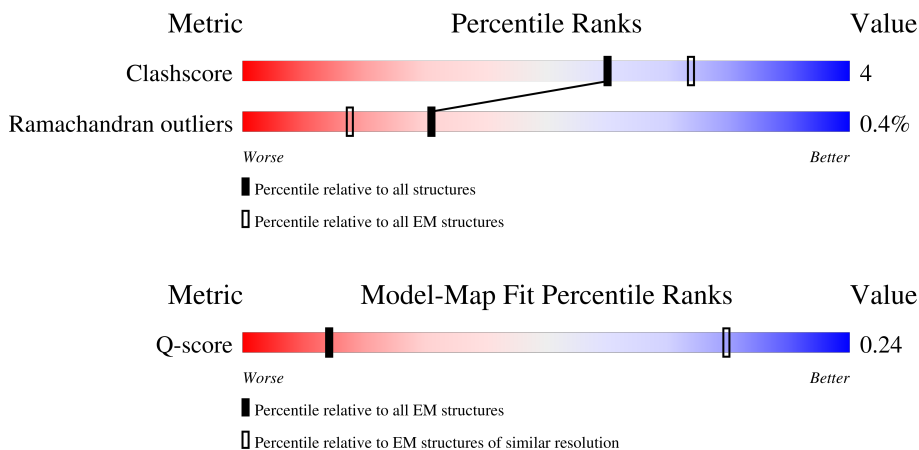 Metric Percentile Ranks Value
Clashscore 4
Ramachandran outliers 0.4%
Worse Better
Percentile relative to all structures
Percentile relative to all EM structures
Metric Model-Map Fit Percentile Ranks Value
Q-score 0.24
Worse Better
Percentile relative to all EM structures
Percentile relative to EM structures of similar resolution